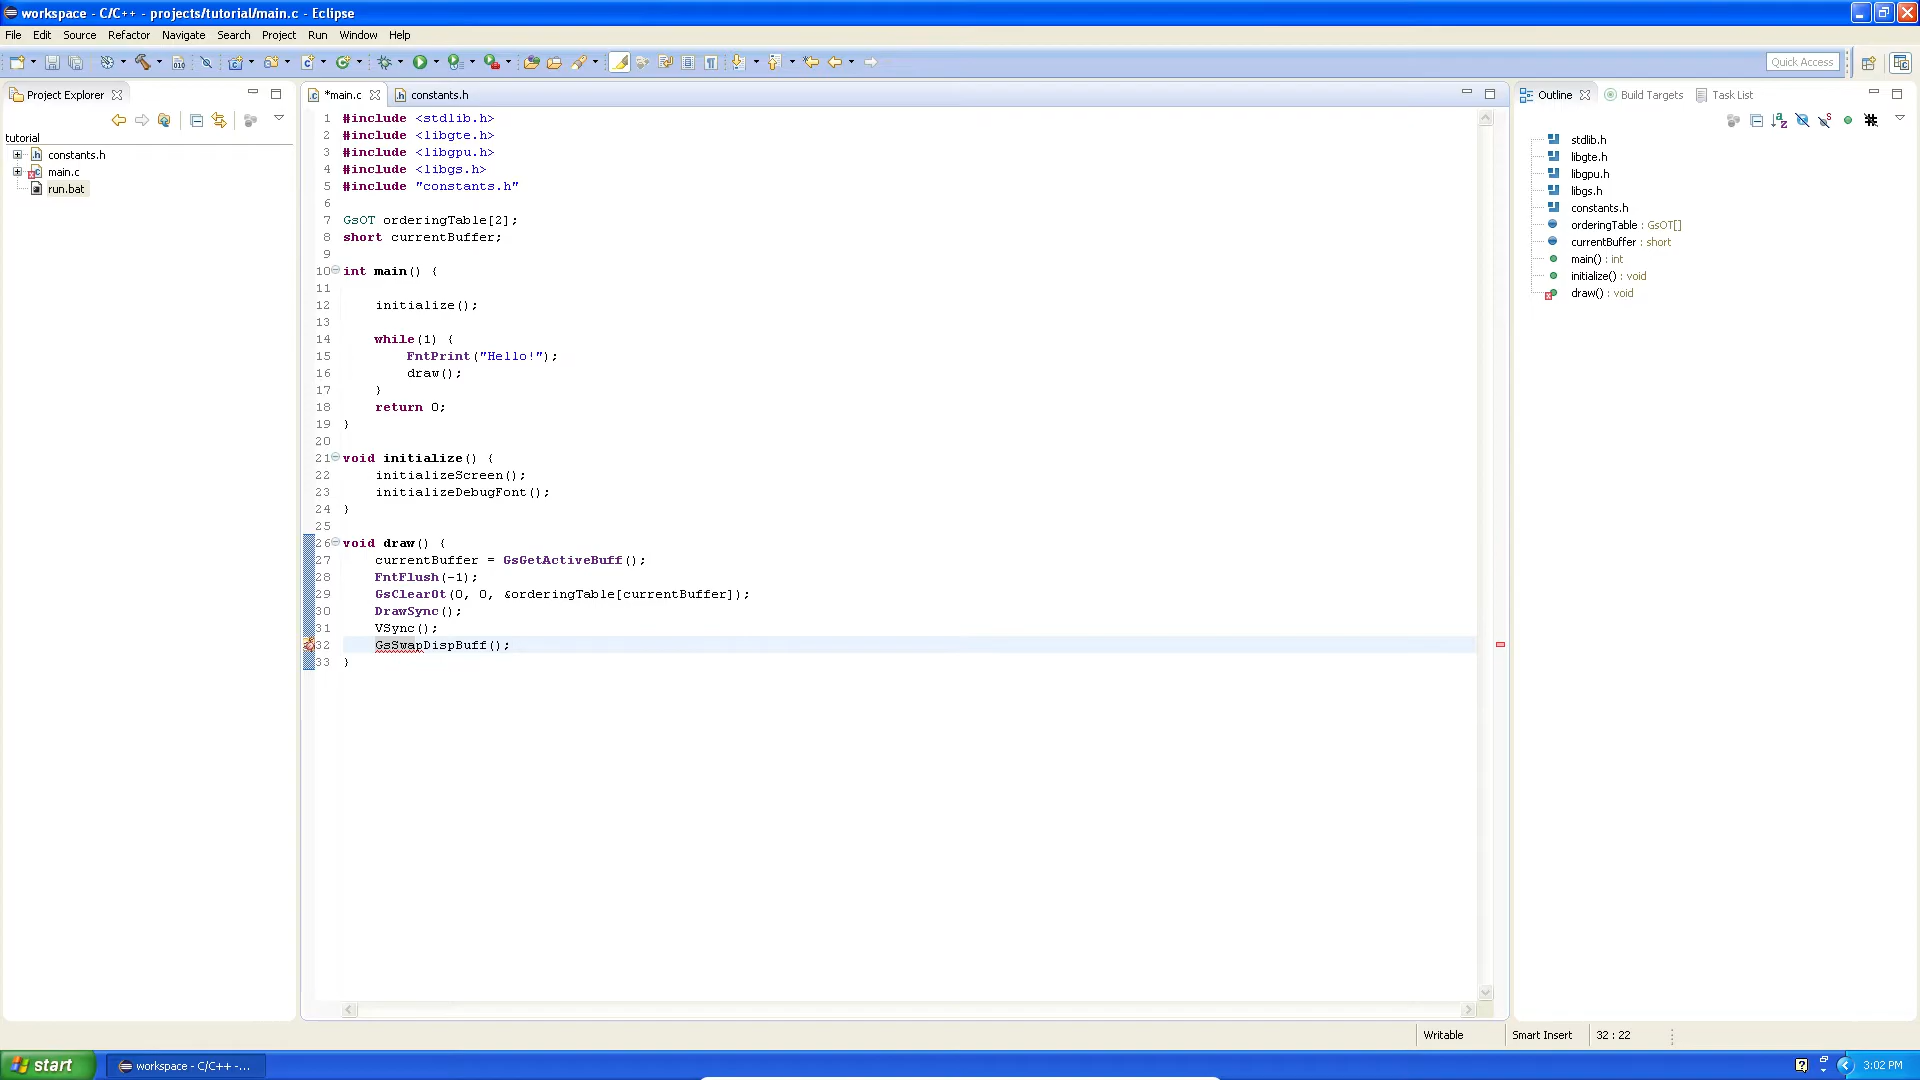 workspace - C/C++ - projects/tutorial/main.c - Eclipse
File Edit Source Refactor Navigate Search Project Run Window Help
Quick Access
Project Explorer
tutorial
constants.h
main.c
run.bat
*main.c
constants.h
1 #include <stdlib.h>
2 #include <libgte.h>
3 #include <libgpu.h>
4 #include <libgs.h>
5 #include "constants.h"
6
7 GsOT orderingTable[2];
8 short currentBuffer;
9
10 int main() {
11
12 initialize();
13
14 while(1) {
15 FntPrint("Hello!");
16 draw();
17 }
18 return 0;
19 }
20
21 void initialize() {
22 initializeScreen();
23 initializeDebugFont();
24 }
25
26 void draw() {
27 currentBuffer = GsGetActiveBuff();
28 FntFlush(-1);
29 GsClearOt(0, 0, &orderingTable[currentBuffer]);
30 DrawSync();
31 VSync();
32 GsSwapDispBuff();
33 }
Outline
Build Targets
Task List
stdlib.h
libgte.h
libgpu.h
libgs.h
constants.h
orderingTable : GsOT[]
currentBuffer : short
main() : int
initialize() : void
draw() : void
Writable
Smart Insert
32 : 22
start
workspace - C/C++ -...
3:02 PM